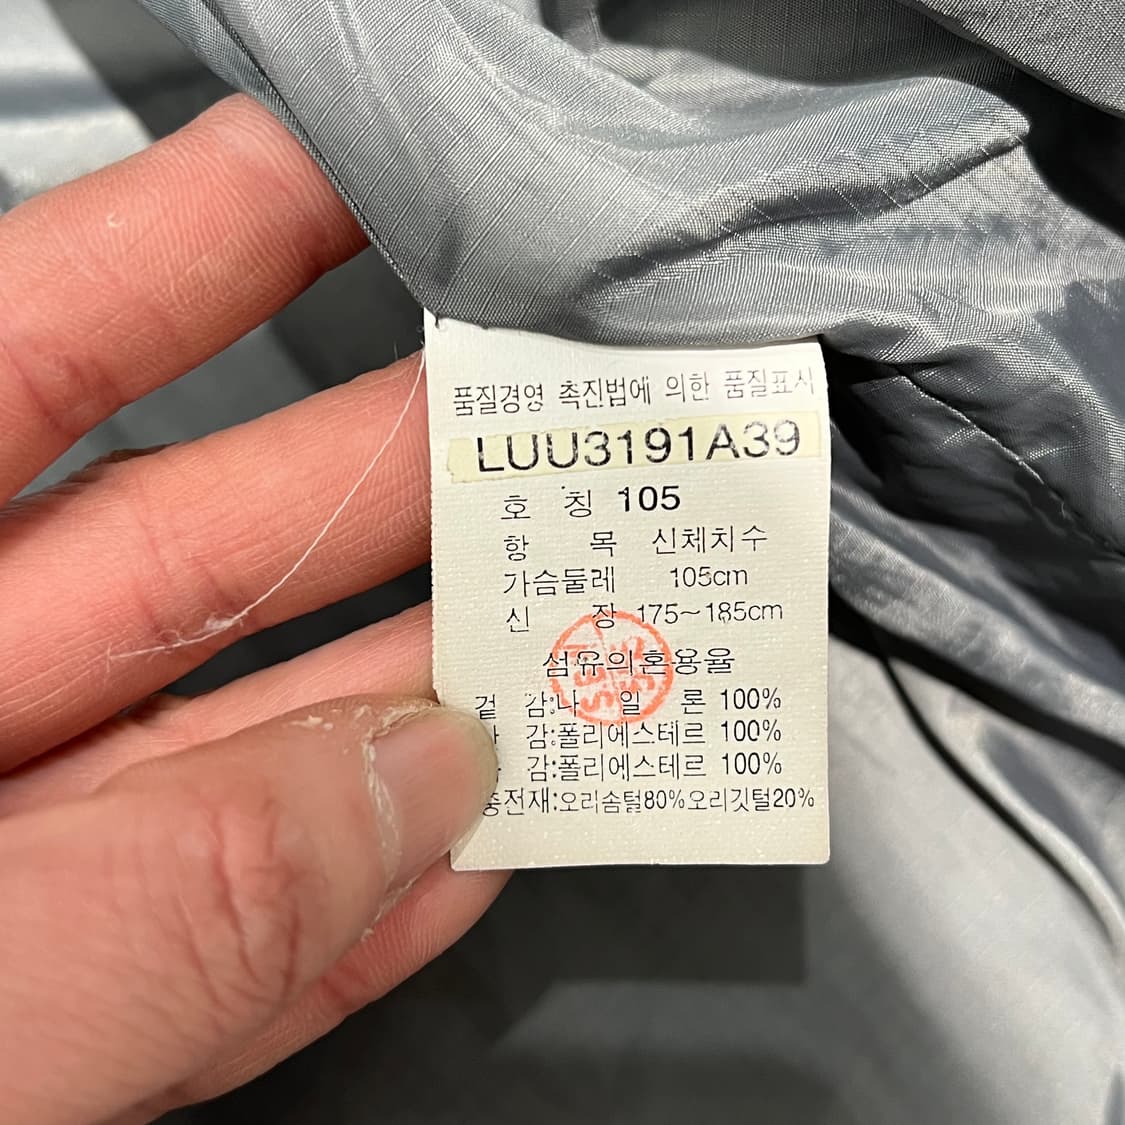 품질경영 촉진법에 의한 품질표시
LUU3191A39
호 칭 105
항 목 신체치수
가슴둘레 105cm
신 장 175~185cm
섬유의혼용율
겉 감:나 일 론 100%
감:폴리에스테르 100%
감:폴리에스테르 100%
충전재:오리솜털80%오리깃털20%